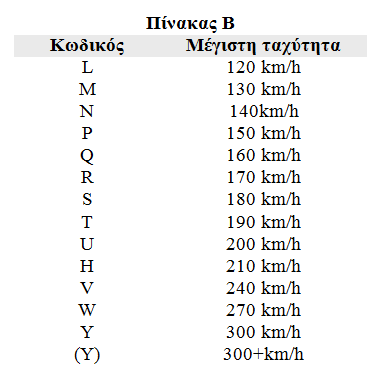 Πίνακας Β
Κωδικός Μέγιστη ταχύτητα
L 120 km/h
M 130 km/h
N 140km/h
P 150 km/h
Q 160 km/h
R 170 km/h
S 180 km/h
T 190 km/h
U 200 km/h
H 210 km/h
V 240 km/h
W 270 km/h
Y 300 km/h
(Y) 300+km/h